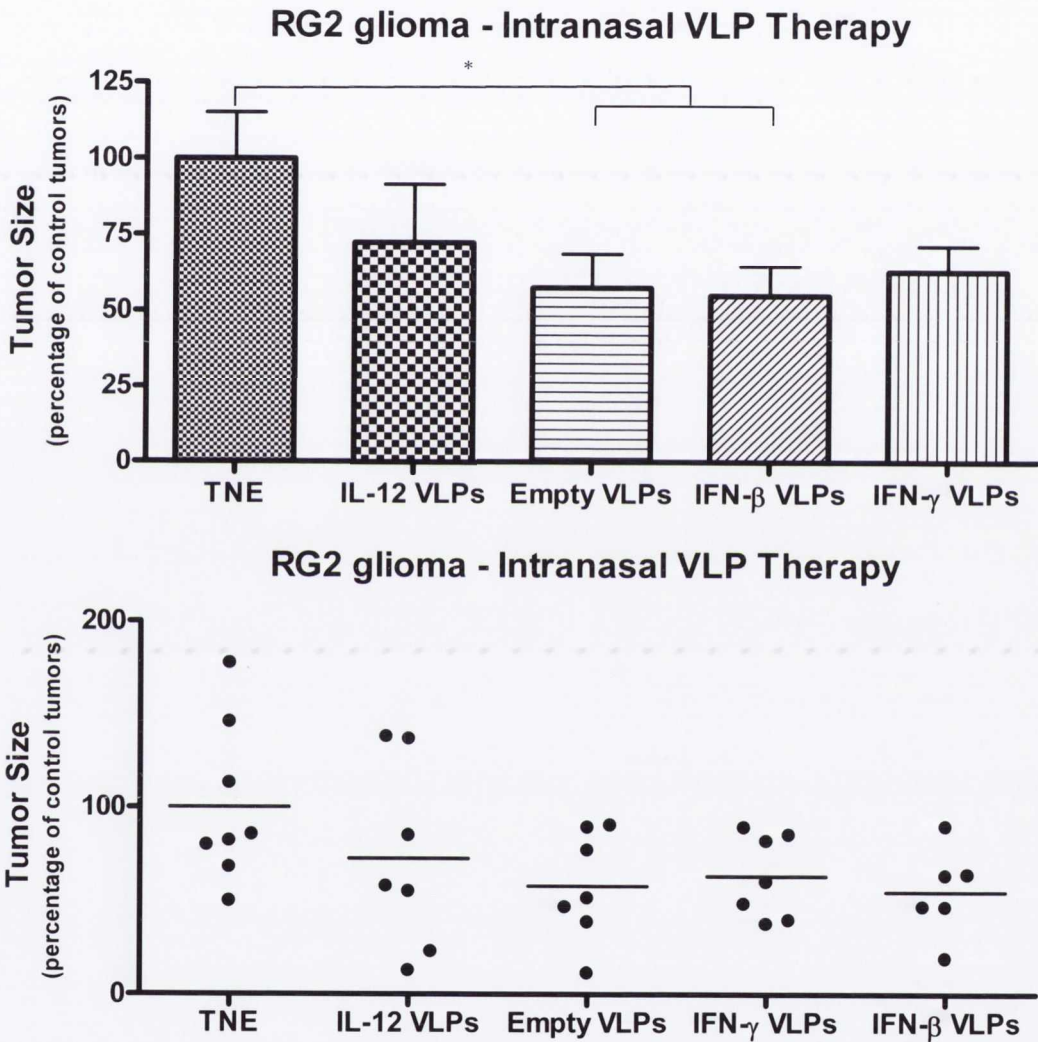 RG2 glioma - Intranasal VLP Therapy
*
125
100
75
50
25
0
Tumor Size
(percentage of control tumors)
TNE IL-12 VLPs Empty VLPs IFN-β VLPs IFN-γ VLPs
RG2 glioma - Intranasal VLP Therapy
200
100
0
Tumor Size
(percentage of control tumors)
TNE IL-12 VLPs Empty VLPs IFN-γ VLPs IFN-β VLPs